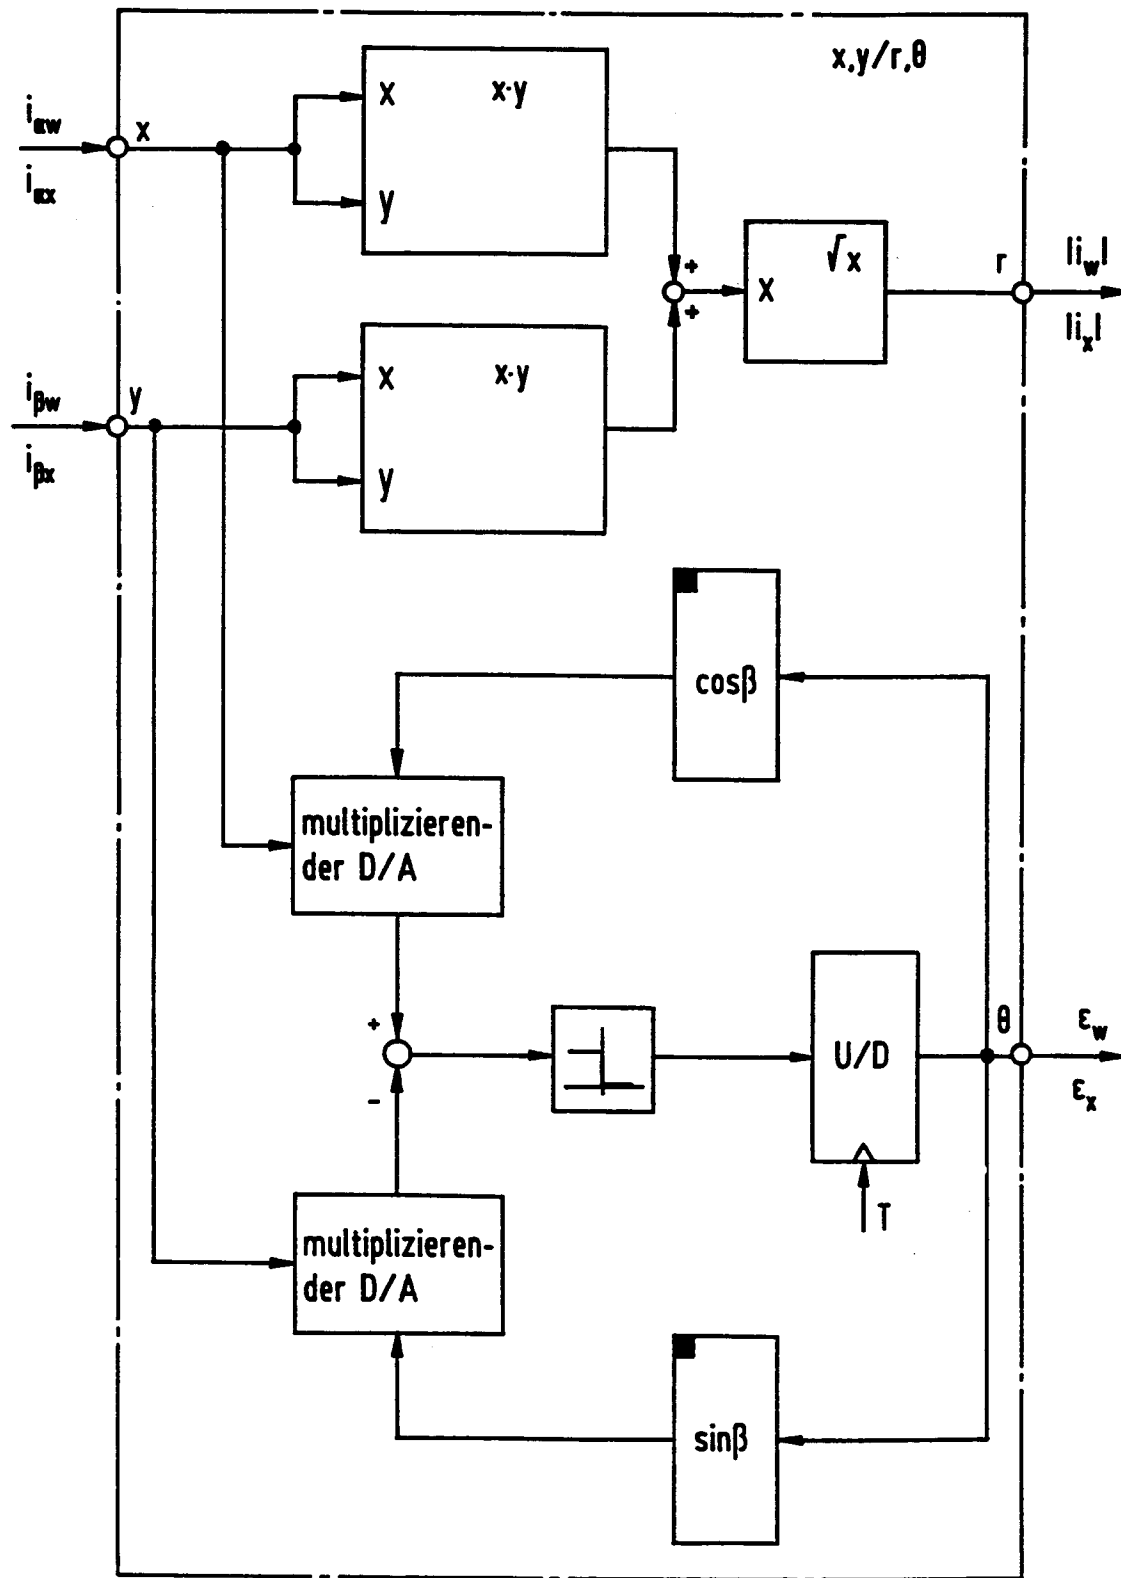 x,y/r,θ
i_αw
x
i_αx
x x·y
y
+
+
x √x
r
|i_w|
|i_x|
i_βw
y
i_βx
x x·y
y
cosβ
multiplizieren-
der D/A
+
-
U/D
T
θ
ε_w
ε_x
multiplizieren-
der D/A
sinβ